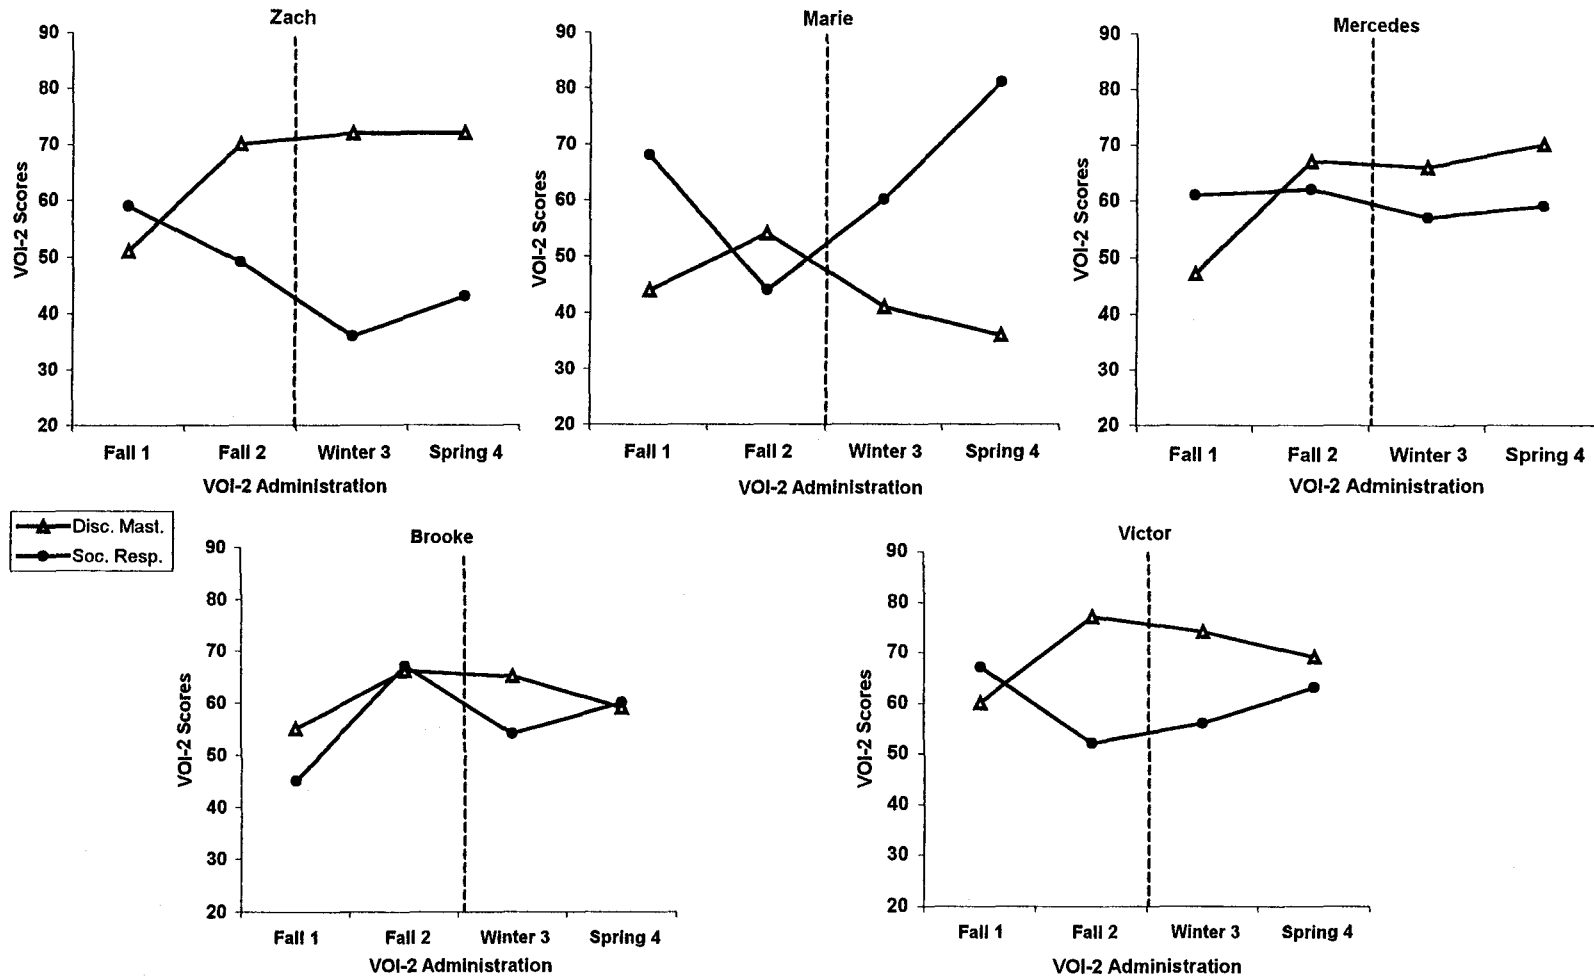 Zach
90
80
70
60
50
40
30
20
VOI-2 Scores
Fall 1 Fall 2 Winter 3 Spring 4
VOI-2 Administration
Marie
90
80
70
60
50
40
30
20
VOI-2 Scores
Fall 1 Fall 2 Winter 3 Spring 4
VOI-2 Administration
Mercedes
90
80
70
60
50
40
30
20
VOI-2 Scores
Fall 1 Fall 2 Winter 3 Spring 4
VOI-2 Administration
Disc. Mast.
Soc. Resp.
Brooke
90
80
70
60
50
40
30
20
VOI-2 Scores
Fall 1 Fall 2 Winter 3 Spring 4
VOI-2 Administration
Victor
90
80
70
60
50
40
30
20
VOI-2 Scores
Fall 1 Fall 2 Winter 3 Spring 4
VOI-2 Administration